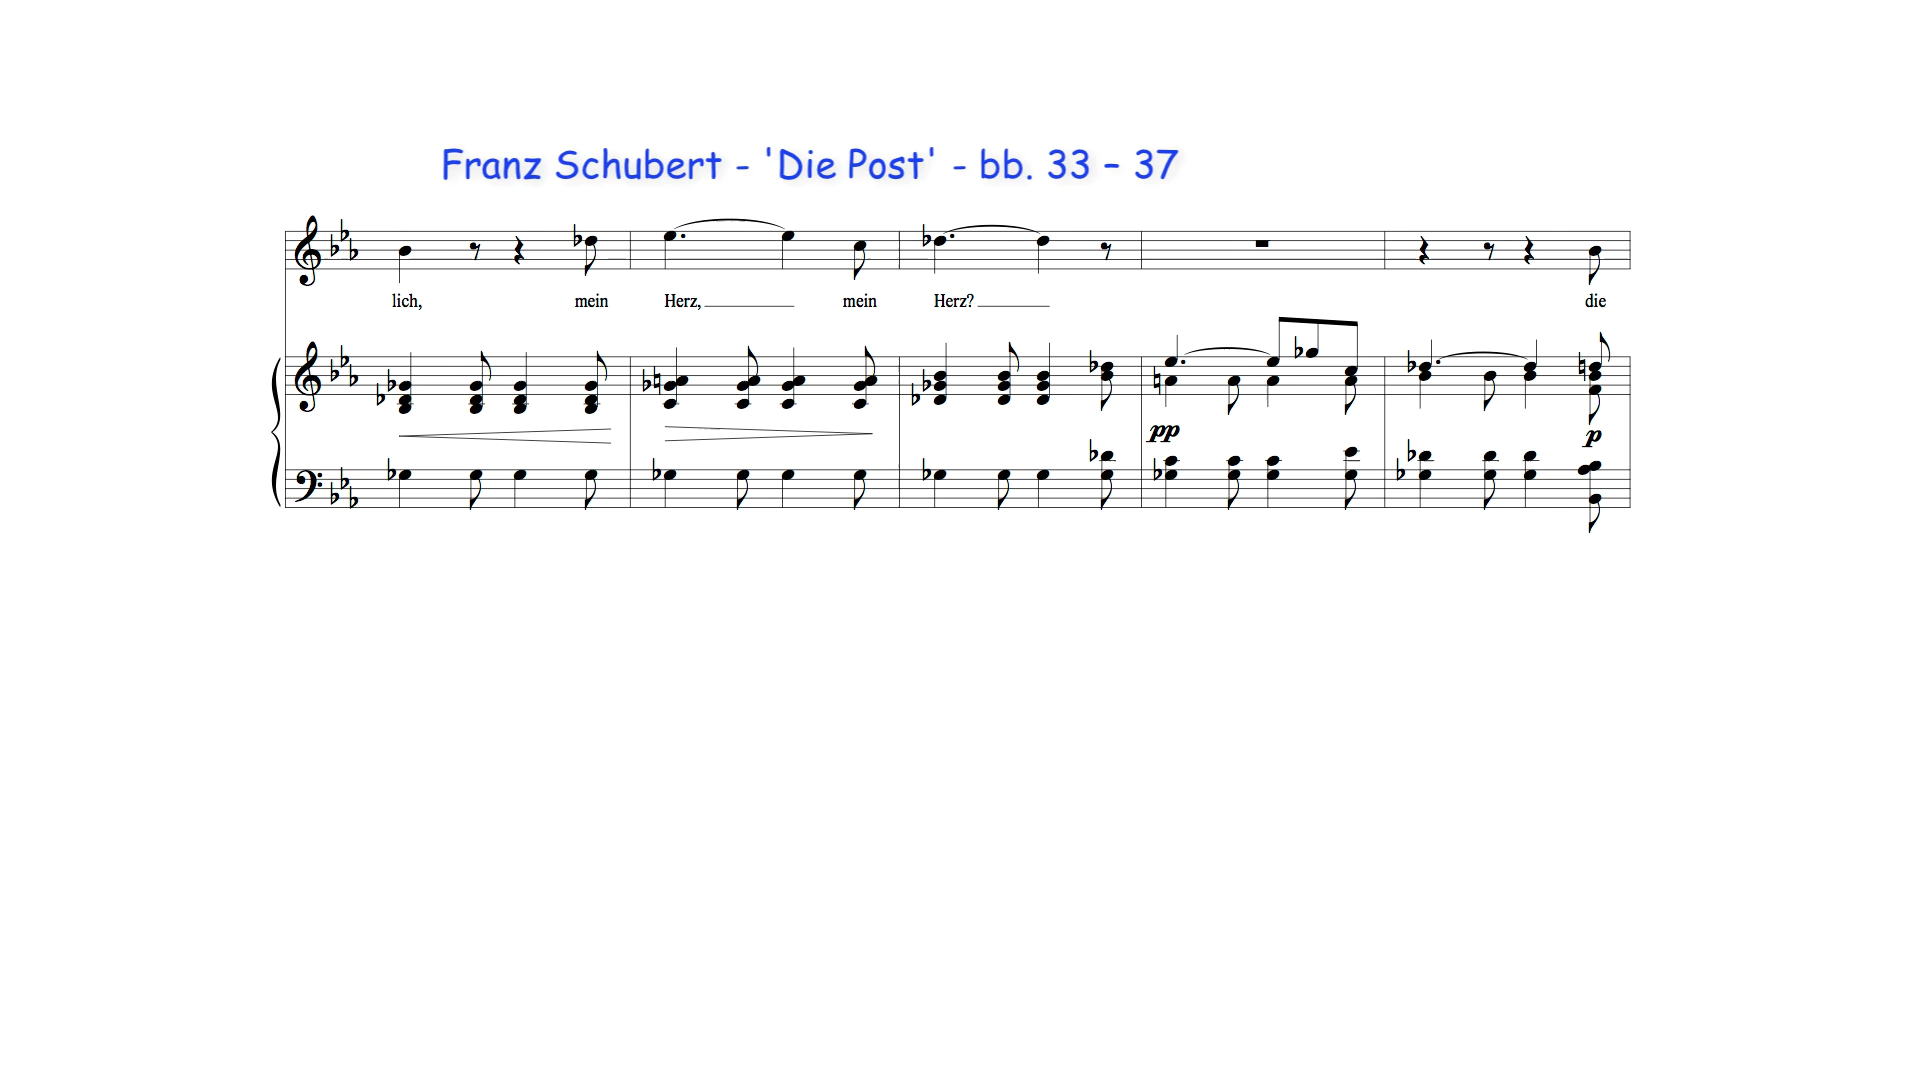 Franz Schubert - 'Die Post' - bb. 33 – 37
lich, mein Herz, mein Herz? die
pp p